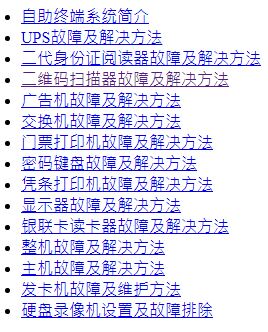 自助终端系统简介
UPS故障及解决方法
二代身份证阅读器故障及解决方法
二维码扫描器故障及解决方法
广告机故障及解决方法
交换机故障及解决方法
门票打印机故障及解决方法
密码键盘故障及解决方法
凭条打印机故障及解决方法
显示器故障及解决方法
银联卡读卡器故障及解决方法
整机故障及解决方法
主机故障及解决方法
发卡机故障及维护方法
硬盘录像机设置及故障排除